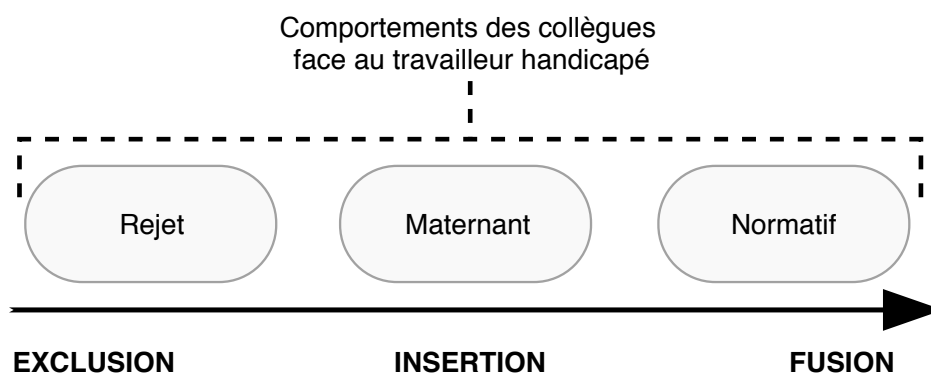 Comportements des collègues
face au travailleur handicapé
Rejet
Maternant
Normatif
EXCLUSION
INSERTION
FUSION